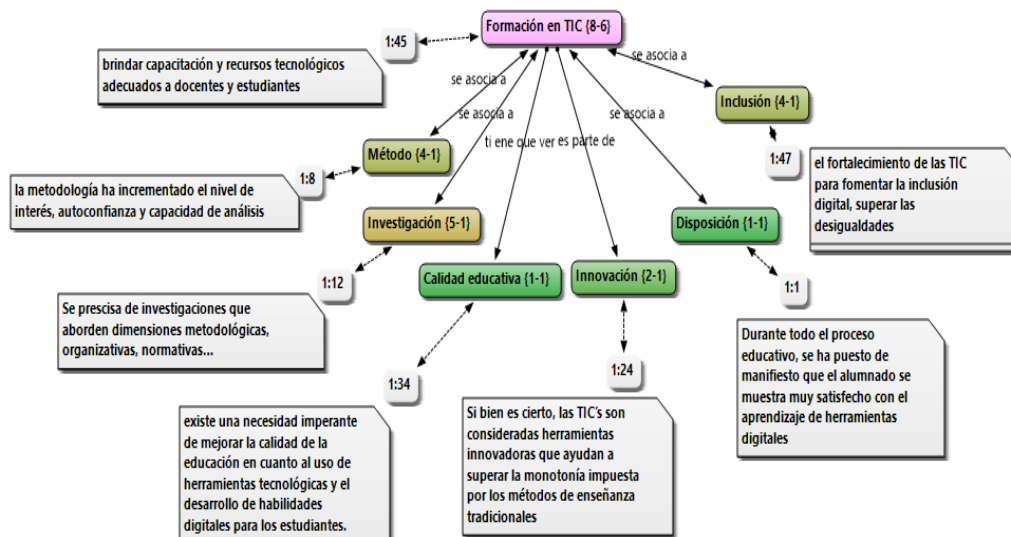 Formación en TIC {8-6}
1:45
brindar capacitación y recursos tecnológicos
adecuados a docentes y estudiantes
se asocia a
se asocia a
se asocia a
se asocia a
ti ene que ver
es parte de
Inclusión {4-1}
1:47
el fortalecimiento de las TIC
para fomentar la inclusión
digital, superar las
desigualdades
Método {4-1}
1:8
la metodología ha incrementado el nivel de
interés, autoconfianza y capacidad de análisis
Investigación {5-1}
1:12
Se prescisa de investigaciones que
aborden dimensiones metodológicas,
organizativas, normativas...
Calidad educativa {1-1}
1:34
existe una necesidad imperante
de mejorar la calidad de la
educación en cuanto al uso de
herramientas tecnológicas y el
desarrollo de habilidades
digitales para los estudiantes.
Innovación {2-1}
1:24
Si bien es cierto, las TIC's son
consideradas herramientas
innovadoras que ayudan a
superar la monotonía impuesta
por los métodos de enseñanza
tradicionales
Disposición {1-1}
1:1
Durante todo el proceso
educativo, se ha puesto de
manifiesto que el alumnado se
muestra muy satisfecho con el
aprendizaje de herramientas
digitales